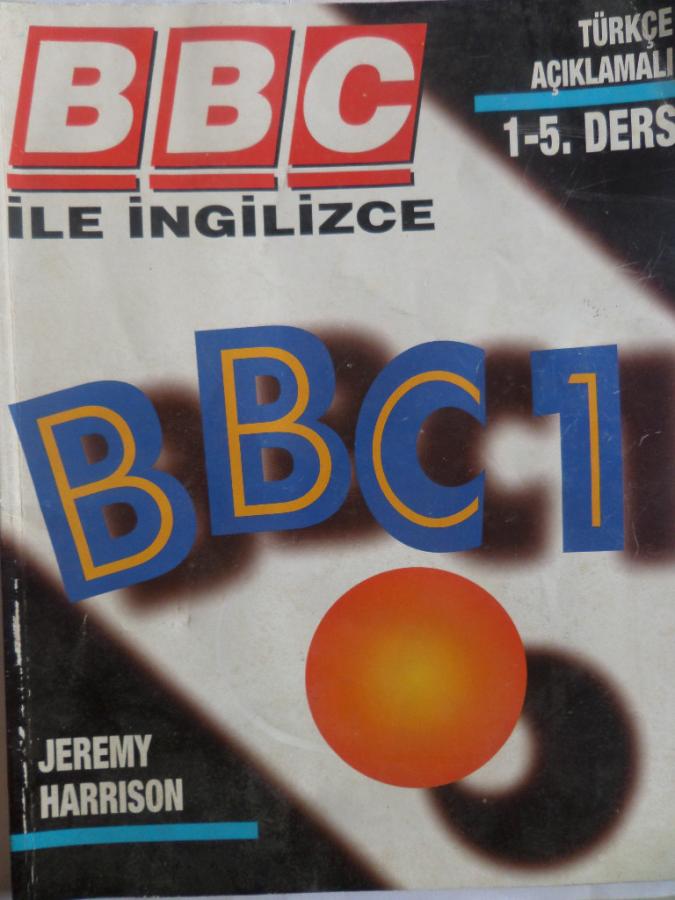 BBC
İLE İNGİLİZCE
TÜRKÇE
AÇIKLAMALI
1-5. DERS
BBC1
JEREMY
HARRISON